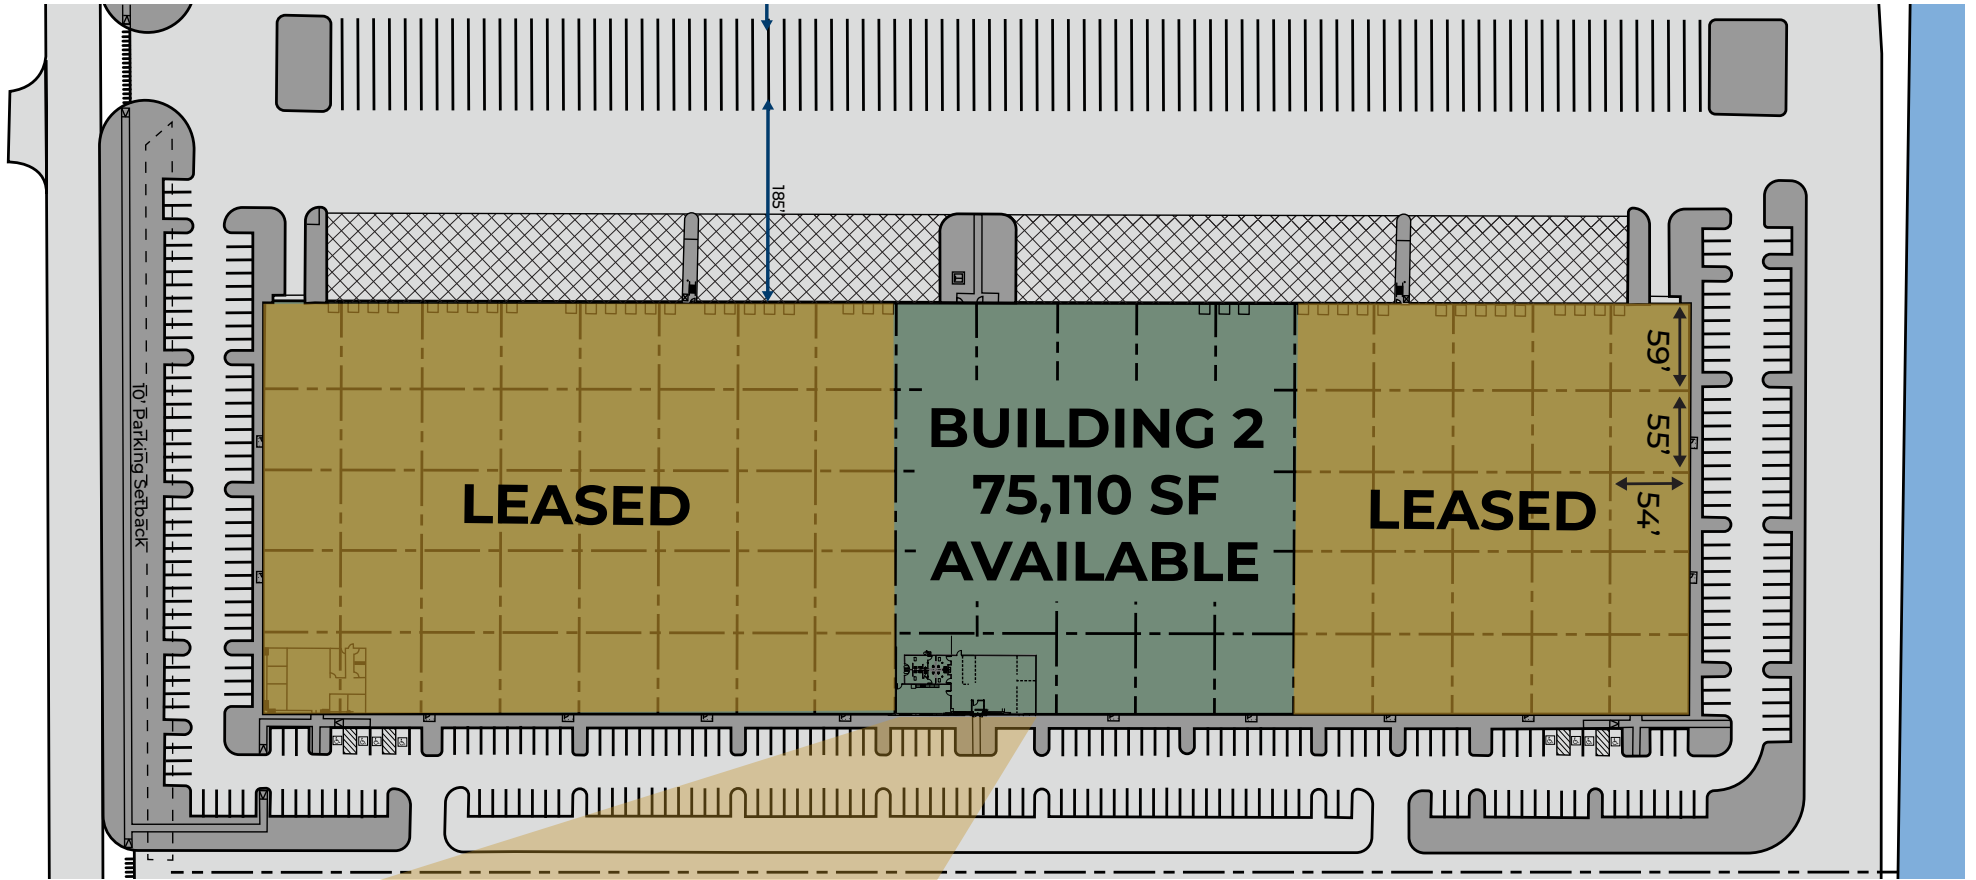 185'
59'
BUILDING 2
55'
75,110 SF
LEASED
LEASED
54'
AVAILABLE
10' Parking Setback